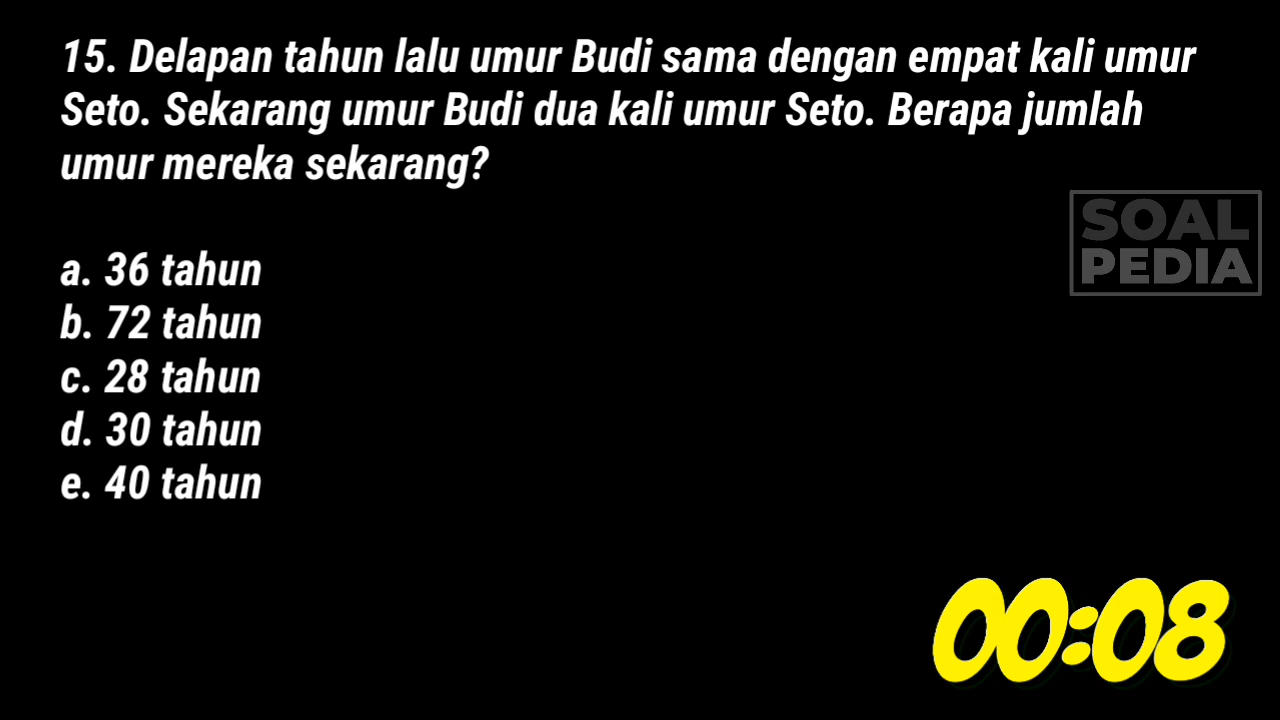 15. Delapan tahun lalu umur Budi sama dengan empat kali umur
Seto. Sekarang umur Budi dua kali umur Seto. Berapa jumlah
umur mereka sekarang?
a. 36 tahun
b. 72 tahun
c. 28 tahun
d. 30 tahun
e. 40 tahun
SOAL
PEDIA
00:08